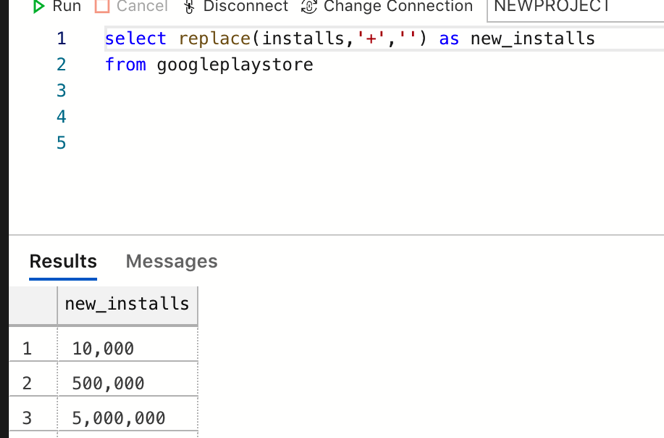 Run Cancel Disconnect Change Connection NEWPROJECT
1 select replace(installs,'+','') as new_installs
2 from googleplaystore
3
4
5
Results Messages
new_installs
1 10,000
2 500,000
3 5,000,000